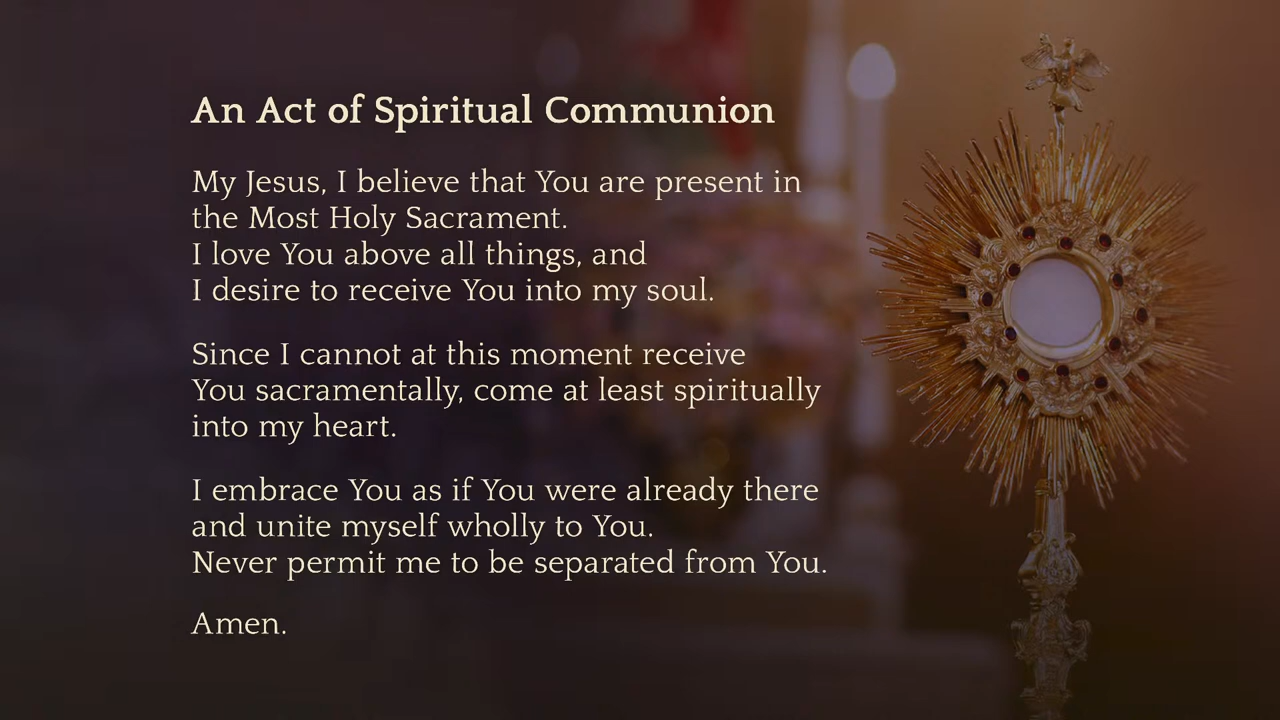 An Act of Spiritual Communion
My Jesus, I believe that You are present in
the Most Holy Sacrament.
I love You above all things, and
I desire to receive You into my soul.
Since I cannot at this moment receive
You sacramentally, come at least spiritually
into my heart.
I embrace You as if You were already there
and unite myself wholly to You.
Never permit me to be separated from You.
Amen.